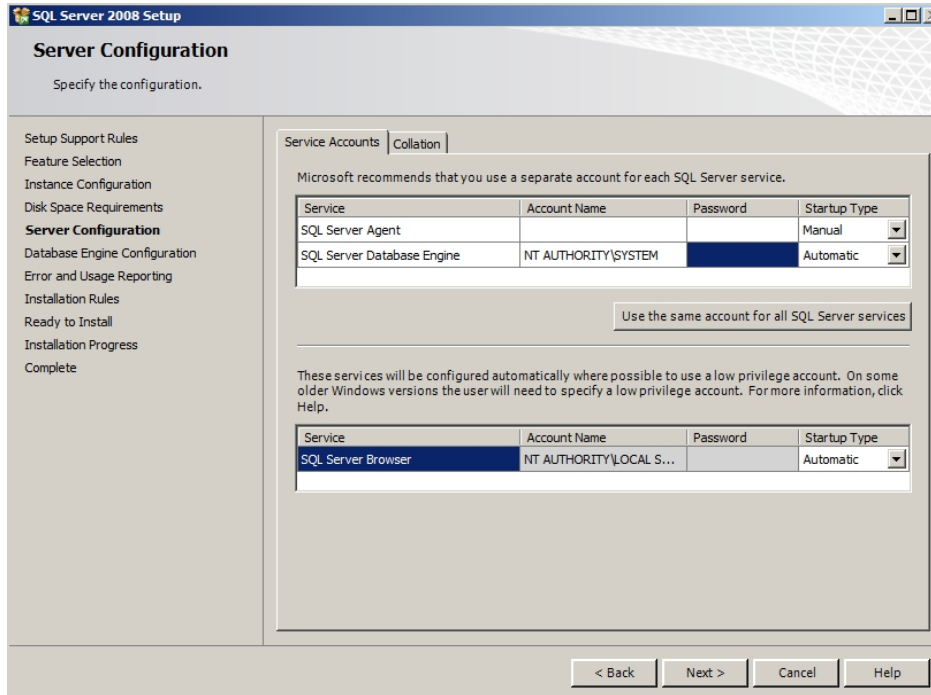 SQL Server 2008 Setup
Server Configuration
Specify the configuration.
Setup Support Rules
Feature Selection
Instance Configuration
Disk Space Requirements
Server Configuration
Database Engine Configuration
Error and Usage Reporting
Installation Rules
Ready to Install
Installation Progress
Complete
Service Accounts Collation
Microsoft recommends that you use a separate account for each SQL Server service.
Service Account Name Password Startup Type
SQL Server Agent Manual
SQL Server Database Engine NT AUTHORITY\SYSTEM Automatic
Use the same account for all SQL Server services
These services will be configured automatically where possible to use a low privilege account. On some
older Windows versions the user will need to specify a low privilege account. For more information, click
Help.
Service Account Name Password Startup Type
SQL Server Browser NT AUTHORITY\LOCAL S... Automatic
< Back Next > Cancel Help